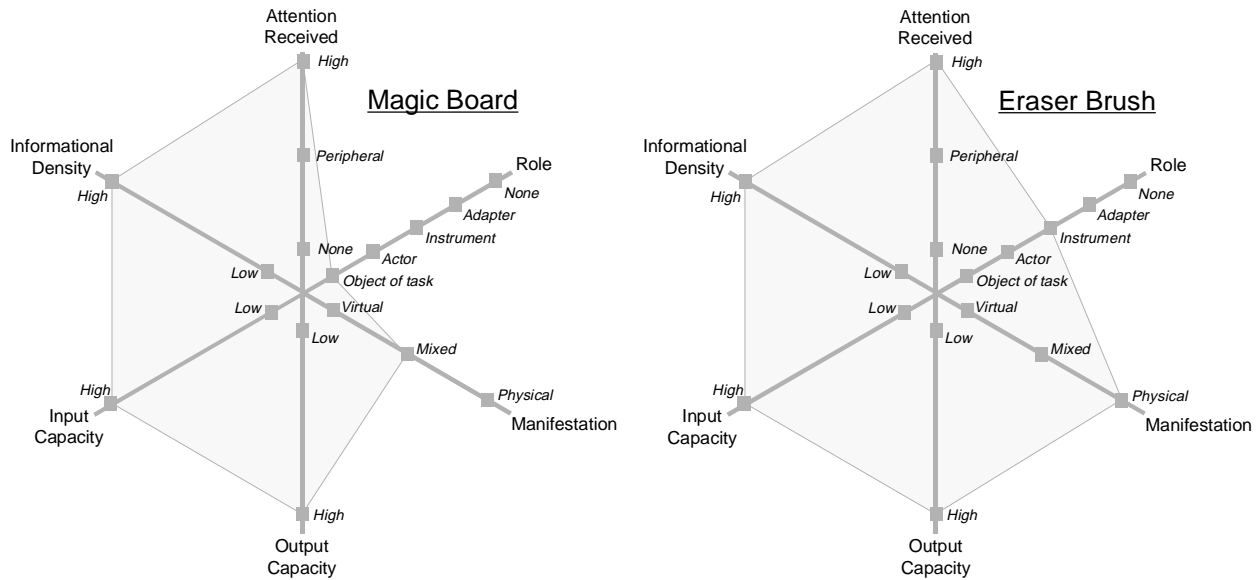 Attention
Received
High
Magic Board
Informational
Density
High
Peripheral
Role
None
Adapter
Instrument
None
Actor
Low
Object of task
Low
Virtual
Low
Mixed
High
Physical
Input
Capacity
Manifestation
High
Output
Capacity
Attention
Received
High
Eraser Brush
Informational
Density
High
Peripheral
Role
None
Adapter
Instrument
None
Actor
Low
Object of task
Low
Virtual
Low
Mixed
High
Physical
Input
Capacity
Manifestation
High
Output
Capacity